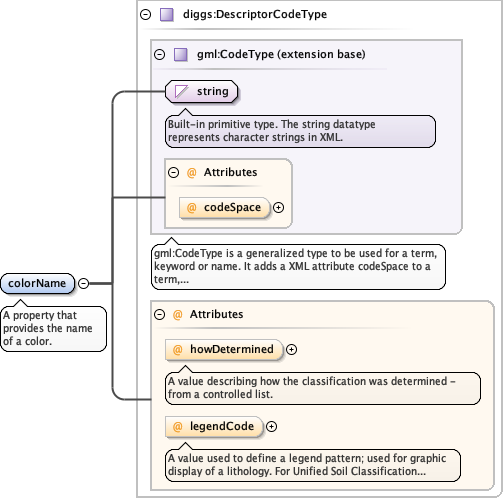 diggs:DescriptorCodeType
gml:CodeType (extension base)
string
Built-in primitive type. The string datatype
represents character strings in XML.
@ Attributes
@ codeSpace
gml:CodeType is a generalized type to be used for a term,
keyword or name. It adds a XML attribute codeSpace to a
term,...
colorName
A property that
provides the name
of a color.
@ Attributes
@ howDetermined
A value describing how the classification was determined -
from a controlled list.
@ legendCode
A value used to define a legend pattern; used for graphic
display of a lithology. For Unified Soil Classification...